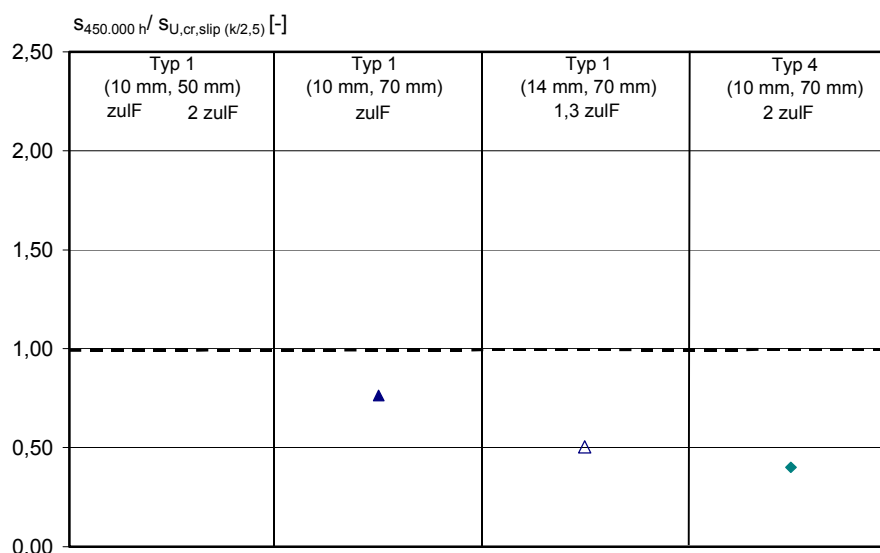 s450.000 h/ sU,cr,slip (k/2,5) [-]
2,50
2,00
1,50
1,00
0,50
0,00
Typ 1
(10 mm, 50 mm)
zulF 2 zulF
Typ 1
(10 mm, 70 mm)
zulF
Typ 1
(14 mm, 70 mm)
1,3 zulF
Typ 4
(10 mm, 70 mm)
2 zulF